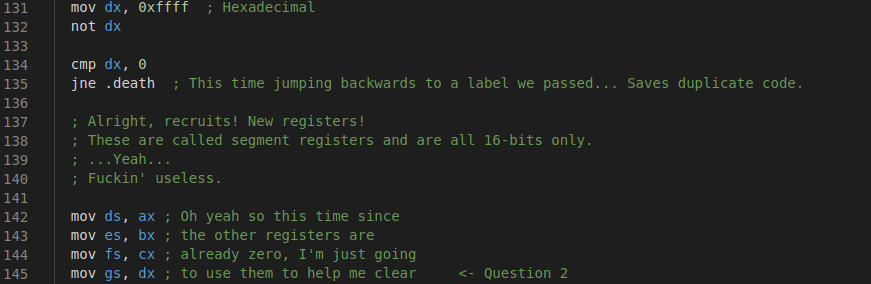 131 mov dx, 0xffff ; Hexadecimal
132 not dx
133
134 cmp dx, 0
135 jne .death ; This time jumping backwards to a label we passed... Saves duplicate code.
136
137 ; Alright, recruits! New registers!
138 ; These are called segment registers and are all 16-bits only.
139 ; ...Yeah...
140 ; Fuckin' useless.
141
142 mov ds, ax ; Oh yeah so this time since
143 mov es, bx ; the other registers are
144 mov fs, cx ; already zero, I'm just going
145 mov gs, dx ; to use them to help me clear <- Question 2